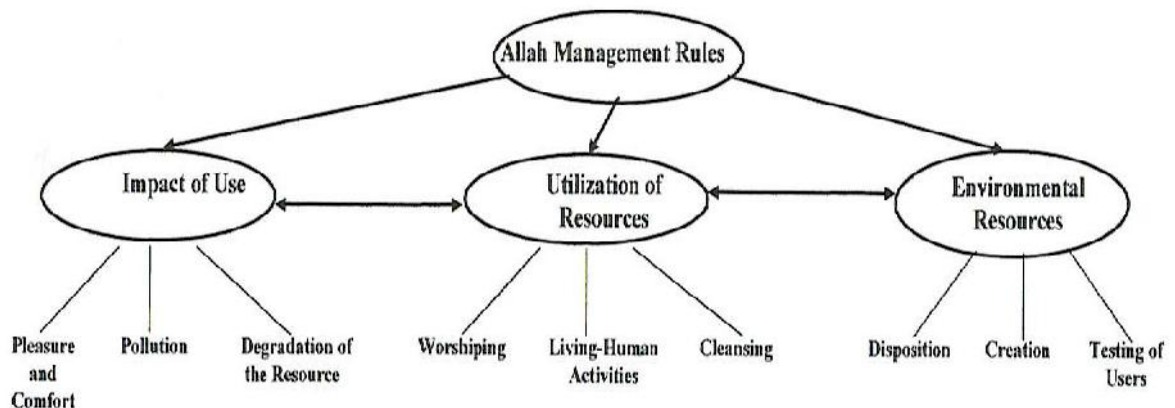 Allah Management Rules
Impact of Use
Utilization of
Resources
Environmental
Resources
Pleasure
and
Comfort
Pollution
Degradation of
the Resource
Worshiping
Living-Human
Activities
Cleansing
Disposition
Creation
Testing of
Users